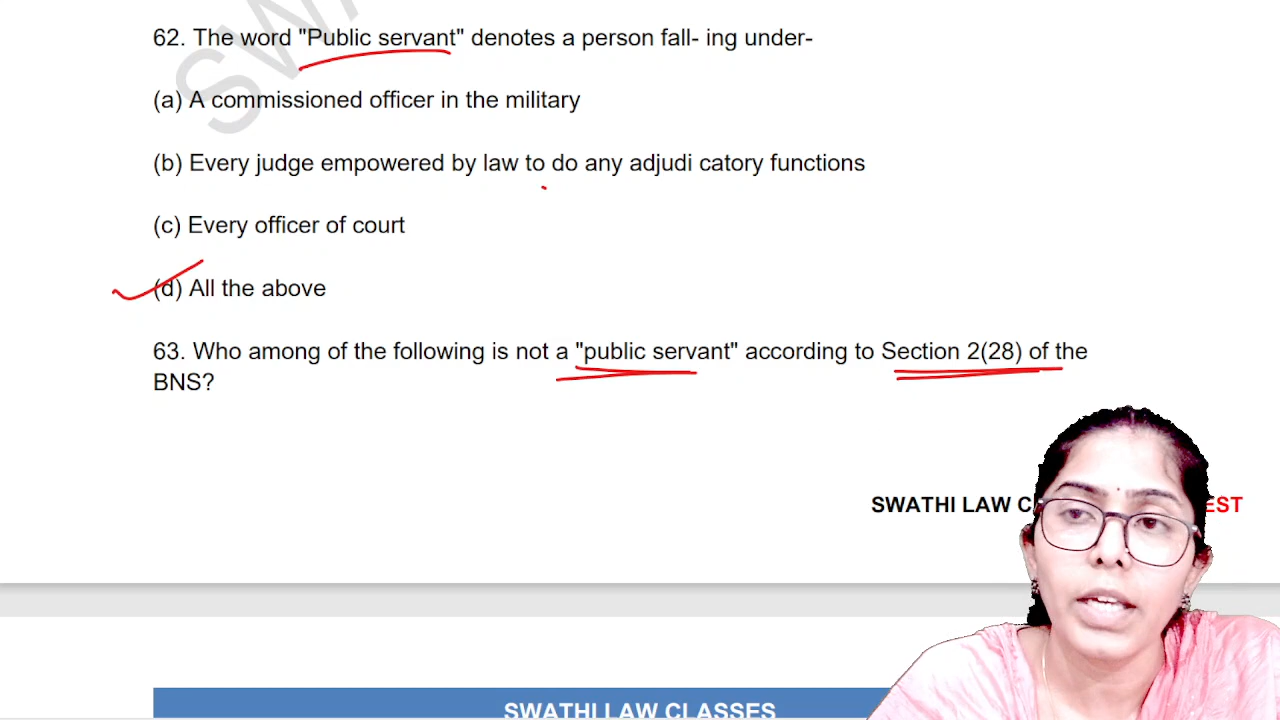 62. The word "Public servant" denotes a person fall- ing under-
(a) A commissioned officer in the military
(b) Every judge empowered by law to do any adjudi catory functions
(c) Every officer of court
(d) All the above
63. Who among of the following is not a "public servant" according to Section 2(28) of the
BNS?
SWATHI LAW
SWATHI LAW CLASSES